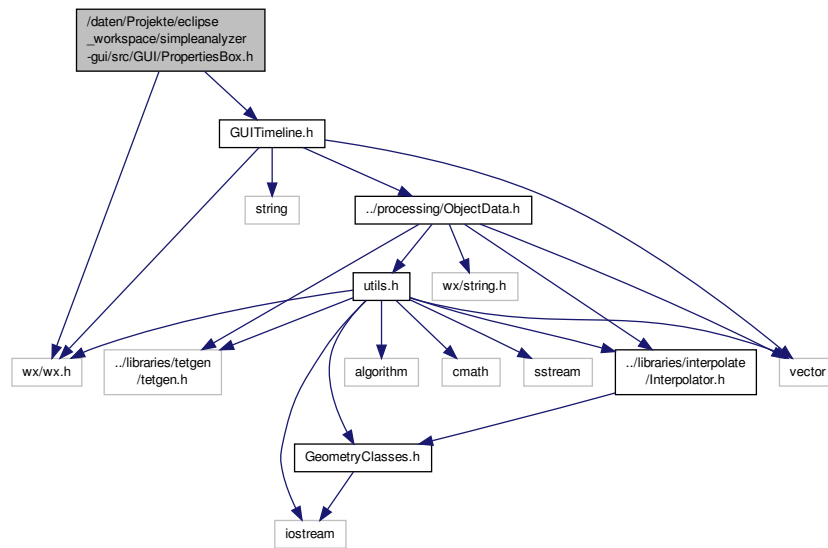 /daten/Projekte/eclipse
_workspace/simpleanalyzer
-gui/src/GUI/PropertiesBox.h
GUITimeline.h
string
../processing/ObjectData.h
utils.h
wx/string.h
wx/wx.h
../libraries/tetgen
/tetgen.h
algorithm
cmath
sstream
../libraries/interpolate
/Interpolator.h
vector
GeometryClasses.h
iostream